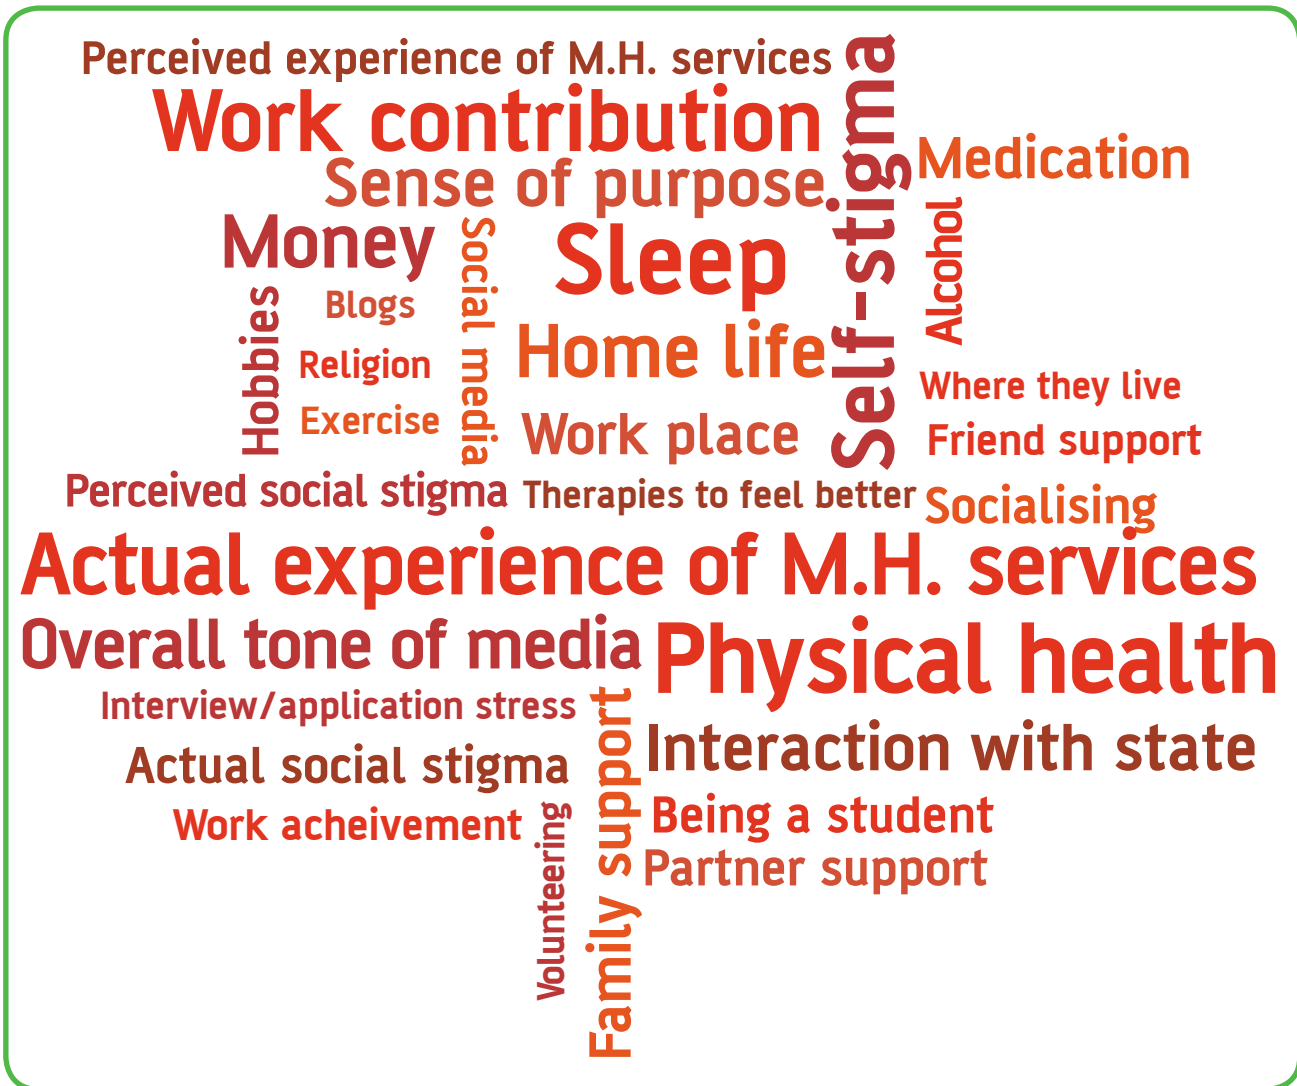 Perceived experience of M.H. services
Work contribution
Self-stigma
Medication
Sense of purpose
Alcohol
Money
Social media
Sleep
Hobbies
Blogs
Home life
Religion
Where they live
Exercise
Work place
Friend support
Perceived social stigma
Therapies to feel better
Socialising
Actual experience of M.H. services
Overall tone of media
Physical health
Interview/application stress
Family support
Interaction with state
Actual social stigma
Work acheivement
Volunteering
Being a student
Partner support